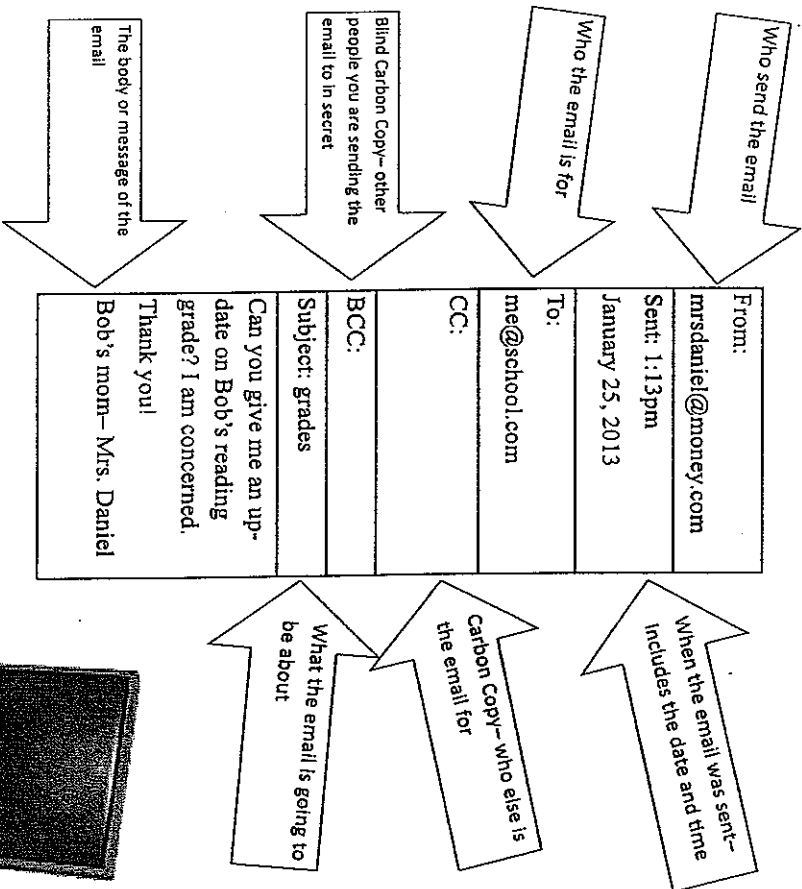 Who send the email
Who the email is for
Blind Carbon Copy– other
people you are sending the
email to in secret
The body or message of the
email
From:
mrsdaniel@money.com
Sent: 1:13pm
January 25, 2013
To:
me@school.com
CC:
BCC:
Subject: grades
Can you give me an up-
date on Bob's reading
grade? I am concerned.
Thank you!
Bob's mom– Mrs. Daniel
When the email was sent–
includes the date and time
Carbon Copy– who else is
the email for
What the email is going to
be about